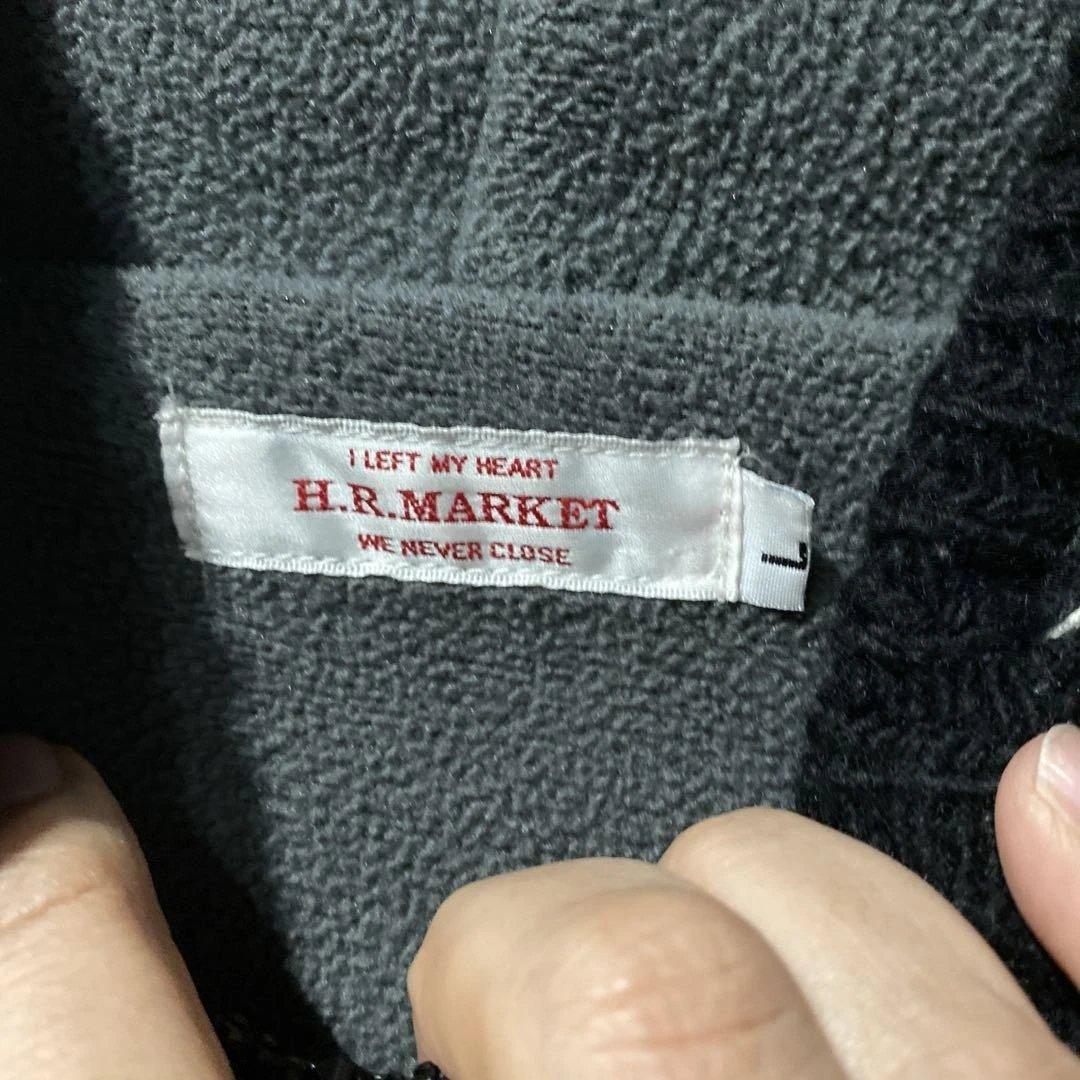 I LEFT MY HEART
H.R.MARKET
WE NEVER CLOSE
L